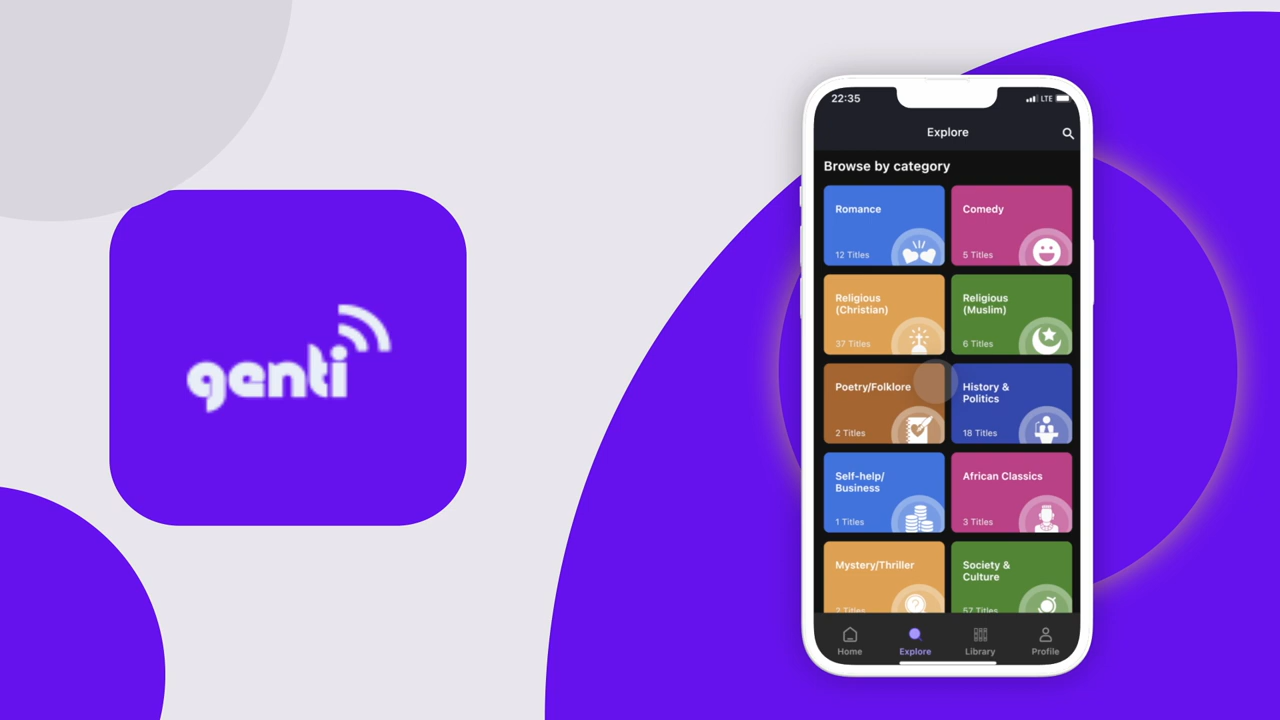 genti
22:35
LTE
Explore
Browse by category
Romance
12 Titles
Comedy
5 Titles
Religious
(Christian)
37 Titles
Religious
(Muslim)
6 Titles
Poetry/Folklore
2 Titles
History &
Politics
18 Titles
Self-help/
Business
1 Titles
African Classics
3 Titles
Mystery/Thriller
2 Titles
Society &
Culture
57 Titles
Home
Explore
Library
Profile